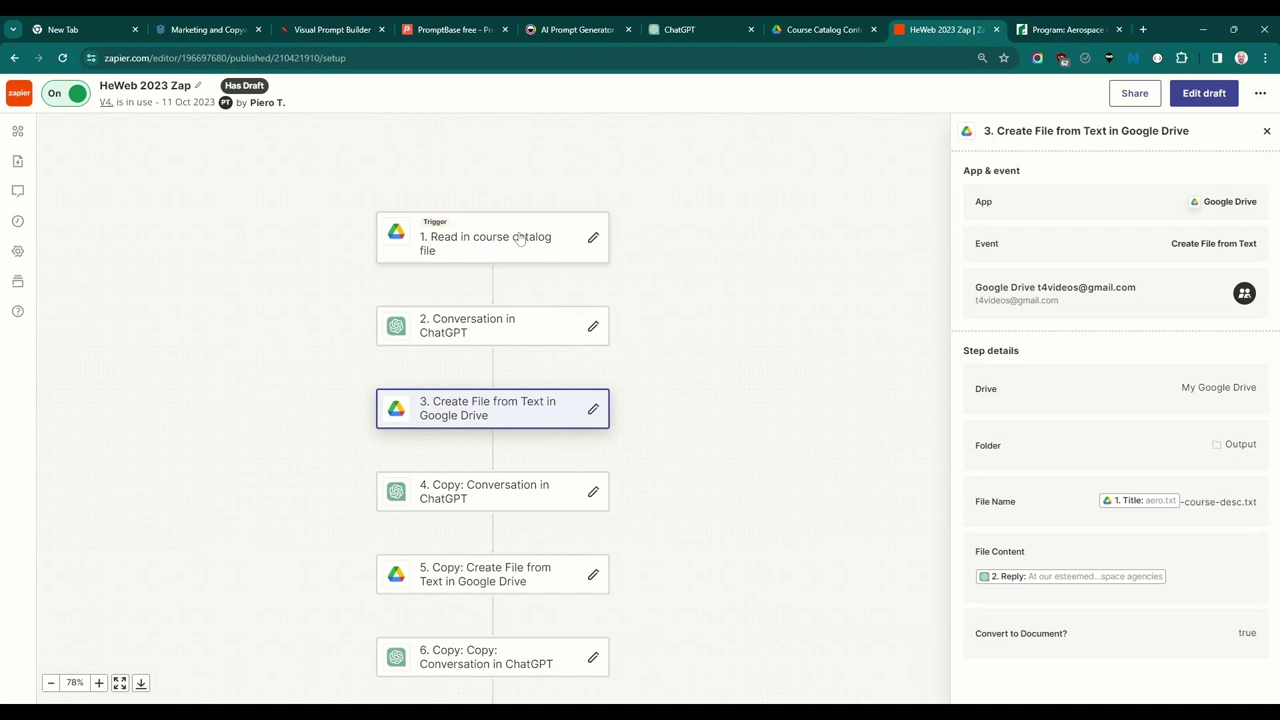 New Tab
Marketing and Copy
Visual Prompt Builder
PromptBase free - Pr
AI Prompt Generator
ChatGPT
Course Catalog Cont
HeWeb 2023 Zap | Za
Program: Aerospace
zapier.com/editor/196697680/published/210421910/setup
zapier
On
HeWeb 2023 Zap
Has Draft
V4. is in use - 11 Oct 2023 PT by Piero T.
Share
Edit draft
Trigger
1. Read in course catalog
file
2. Conversation in
ChatGPT
3. Create File from Text in
Google Drive
4. Copy: Conversation in
ChatGPT
5. Copy: Create File from
Text in Google Drive
6. Copy: Copy:
Conversation in ChatGPT
78%
3. Create File from Text in Google Drive
App & event
App Google Drive
Event Create File from Text
Google Drive t4videos@gmail.com
t4videos@gmail.com
Step details
Drive My Google Drive
Folder Output
File Name 1. Title: aero.txt -course-desc.txt
File Content
2. Reply: At our esteemed...space agencies
Convert to Document? true